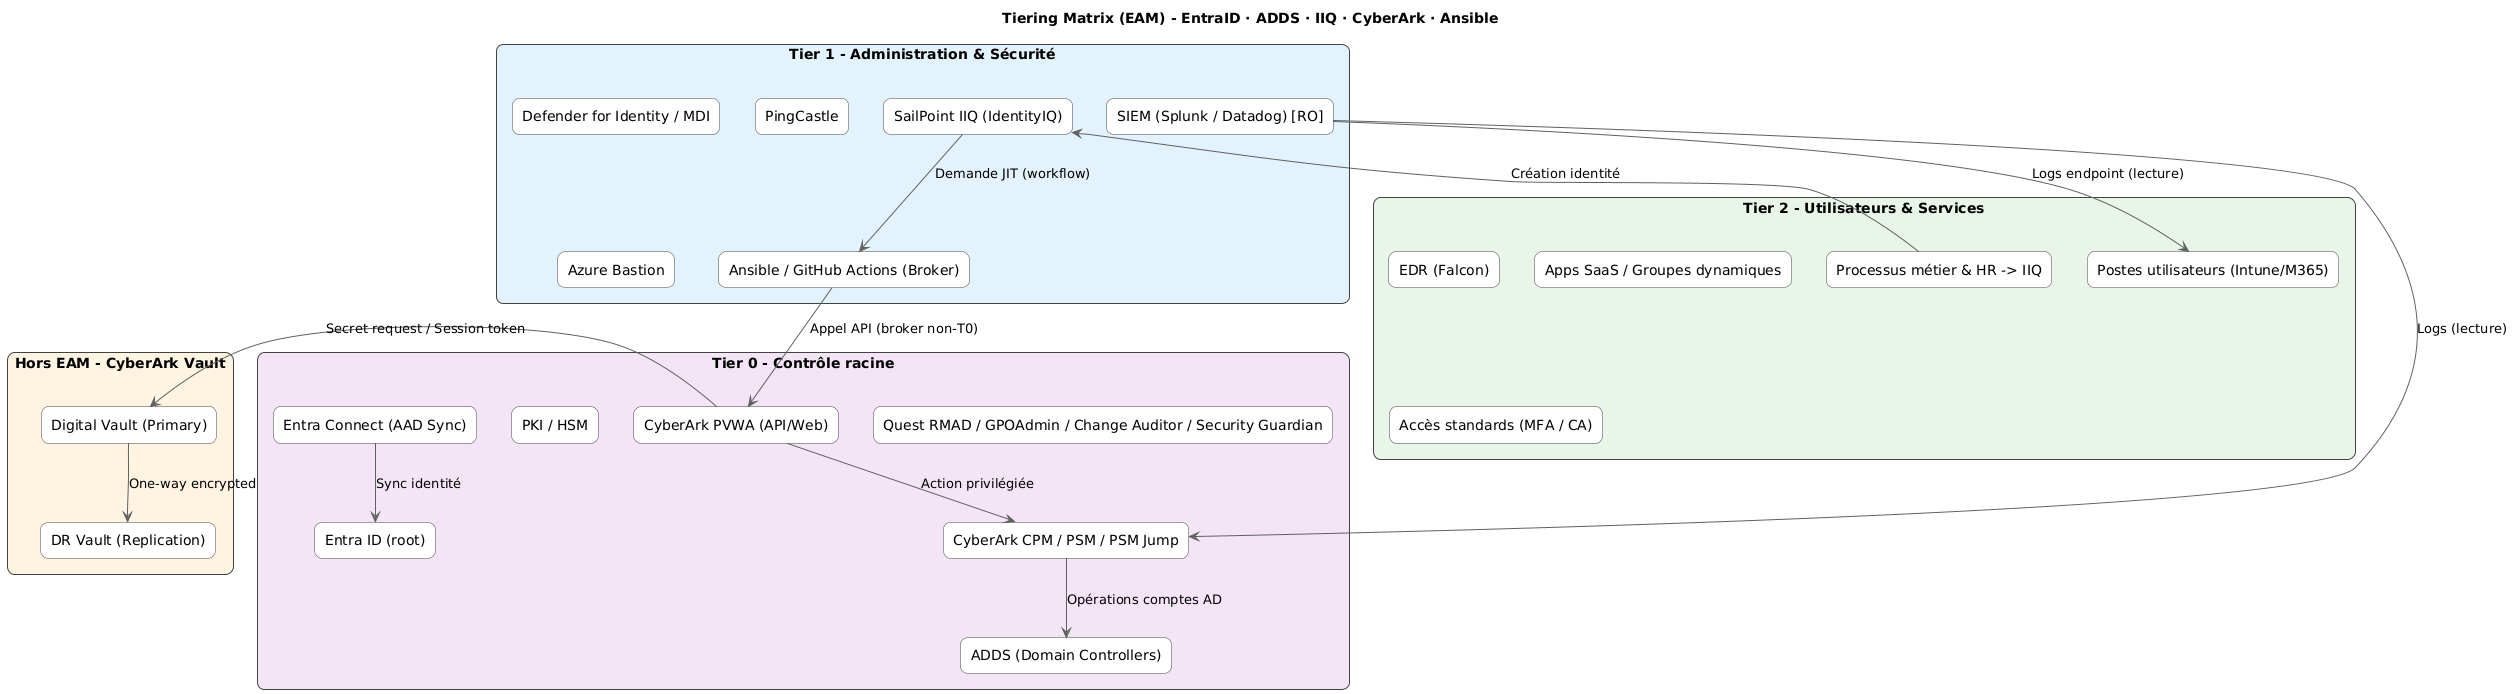 Tiering Matrix (EAM) - EntraID · ADDS · IIQ · CyberArk · Ansible
Tier 1 - Administration & Sécurité
Defender for Identity / MDI
PingCastle
SailPoint IIQ (IdentityIQ)
SIEM (Splunk / Datadog) [RO]
Demande JIT (workflow)
Création identité
Logs endpoint (lecture)
Azure Bastion
Ansible / GitHub Actions (Broker)
Tier 2 - Utilisateurs & Services
EDR (Falcon)
Apps SaaS / Groupes dynamiques
Processus métier & HR -> IIQ
Postes utilisateurs (Intune/M365)
Accès standards (MFA / CA)
Secret request / Session token
Appel API (broker non-T0)
Logs (lecture)
Hors EAM - CyberArk Vault
Digital Vault (Primary)
One-way encrypted
DR Vault (Replication)
Tier 0 - Contrôle racine
Entra Connect (AAD Sync)
PKI / HSM
CyberArk PVWA (API/Web)
Quest RMAD / GPOAdmin / Change Auditor / Security Guardian
Sync identité
Action privilégiée
Entra ID (root)
CyberArk CPM / PSM / PSM Jump
Opérations comptes AD
ADDS (Domain Controllers)